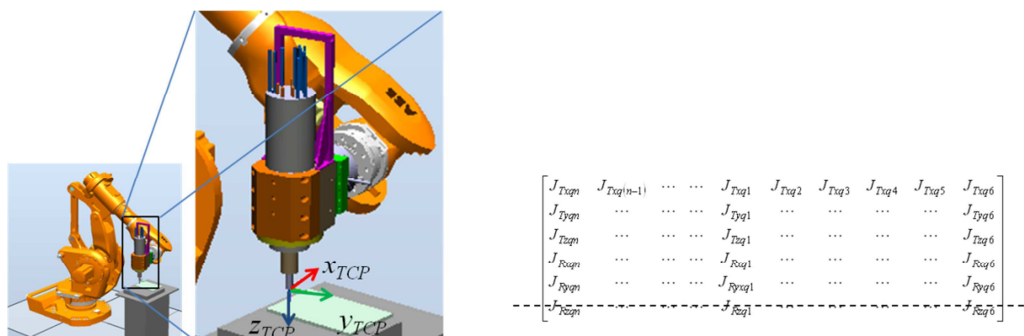 ABB
x_TCP
y_TCP
z_TCP
J_Txqn J_Txq(n-1) ... ... J_Txq1 J_Txq2 J_Txq3 J_Txq4 J_Txq5 J_Txq6
J_Tyqn ... ... ... J_Tyq1 ... ... ... ... J_Tyq6
J_Tzqn ... ... ... J_Tzq1 ... ... ... ... J_Tzq6
J_Rxqn ... ... ... J_Rxq1 ... ... ... ... J_Rxq6
J_Ryqn ... ... ... J_Ryxq1 ... ... ... ... J_Ryq6
J_Rzqn ... ... ... J_Rzq1 ... ... ... ... J_Rzq6